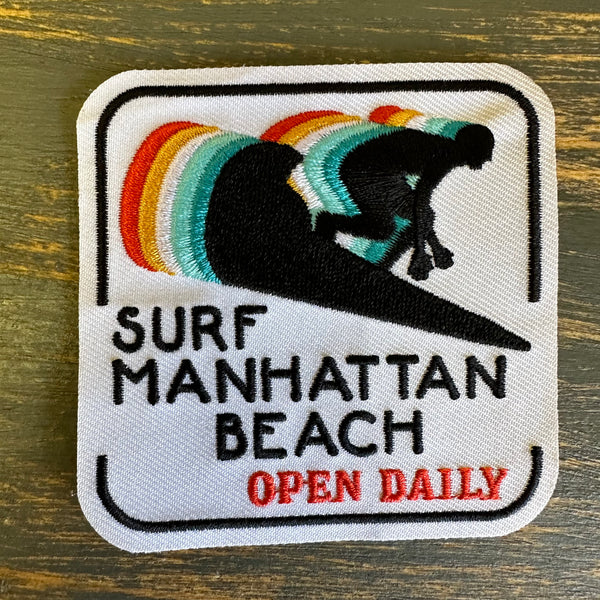 SURF
MANHATTAN
BEACH
OPEN DAILY